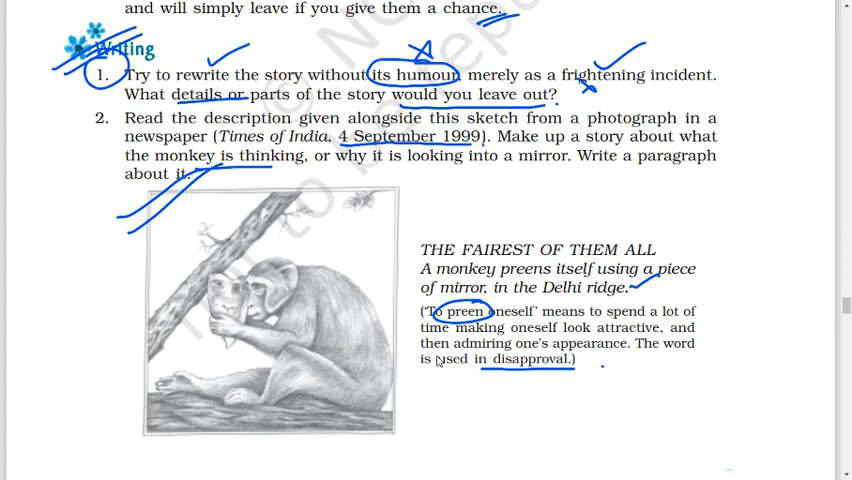 and will simply leave if you give them a chance.
Writing
1. Try to rewrite the story without its humour, merely as a frightening incident.
What details or parts of the story would you leave out?
2. Read the description given alongside this sketch from a photograph in a
newspaper (Times of India, 4 September 1999). Make up a story about what
the monkey is thinking, or why it is looking into a mirror. Write a paragraph
about it.
THE FAIREST OF THEM ALL
A monkey preens itself using a piece
of mirror, in the Delhi ridge.
('To preen oneself' means to spend a lot of
time making oneself look attractive, and
then admiring one's appearance. The word
is used in disapproval.)